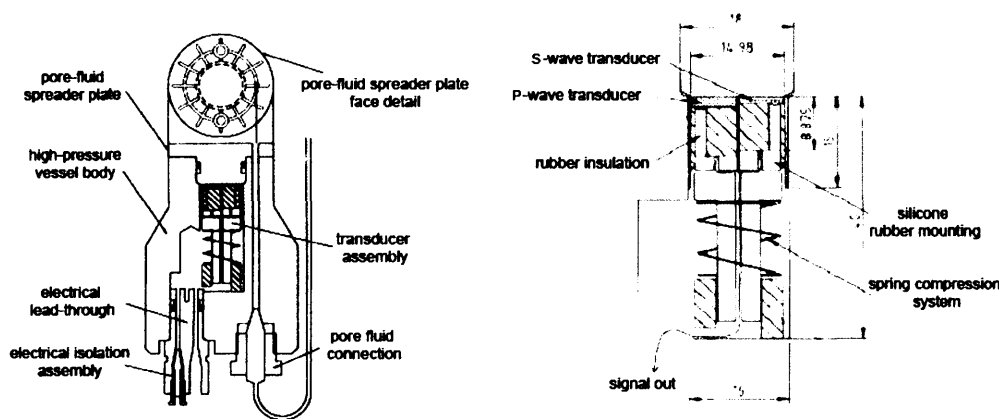 pore-fluid
spreader plate
pore-fluid spreader plate
face detail
high-pressure
vessel body
transducer
assembly
electrical
lead-through
electrical isolation
assembly
pore fluid
connection
14.98
S-wave transducer
P-wave transducer
rubber insulation
silicone
rubber mounting
spring compression
system
signal out